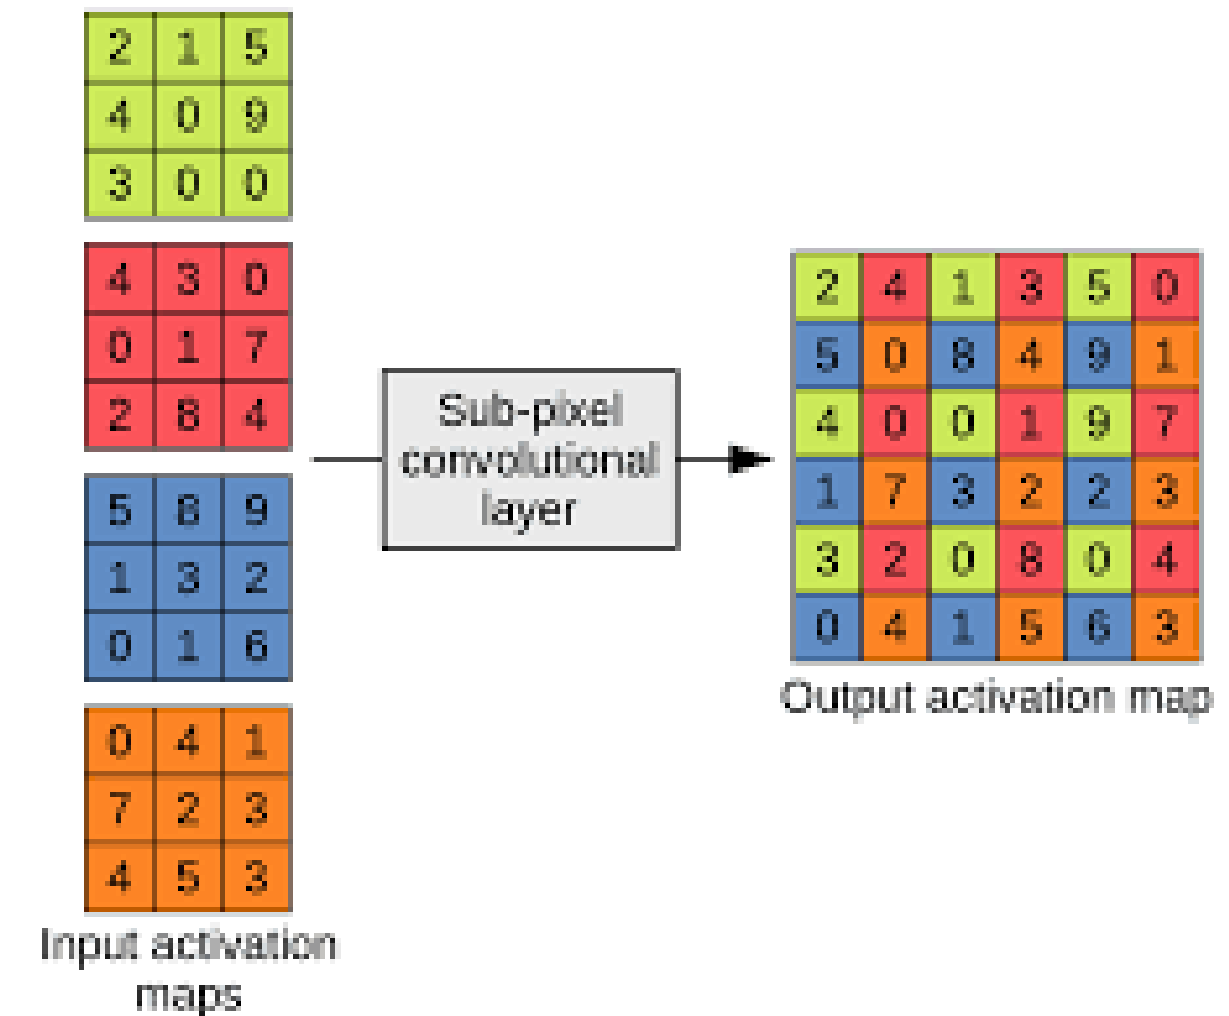 2 1 5
4 0 9
3 0 0
4 3 0
0 1 7
2 8 4
5 8 9
1 3 2
0 1 6
0 4 1
7 2 3
4 5 3
Input activation
maps
Sub-pixel
convolutional
layer
2 4 1 3 5 0
5 0 8 4 9 1
4 0 0 1 9 7
1 7 3 2 2 3
3 2 0 8 0 4
0 4 1 5 6 3
Output activation map